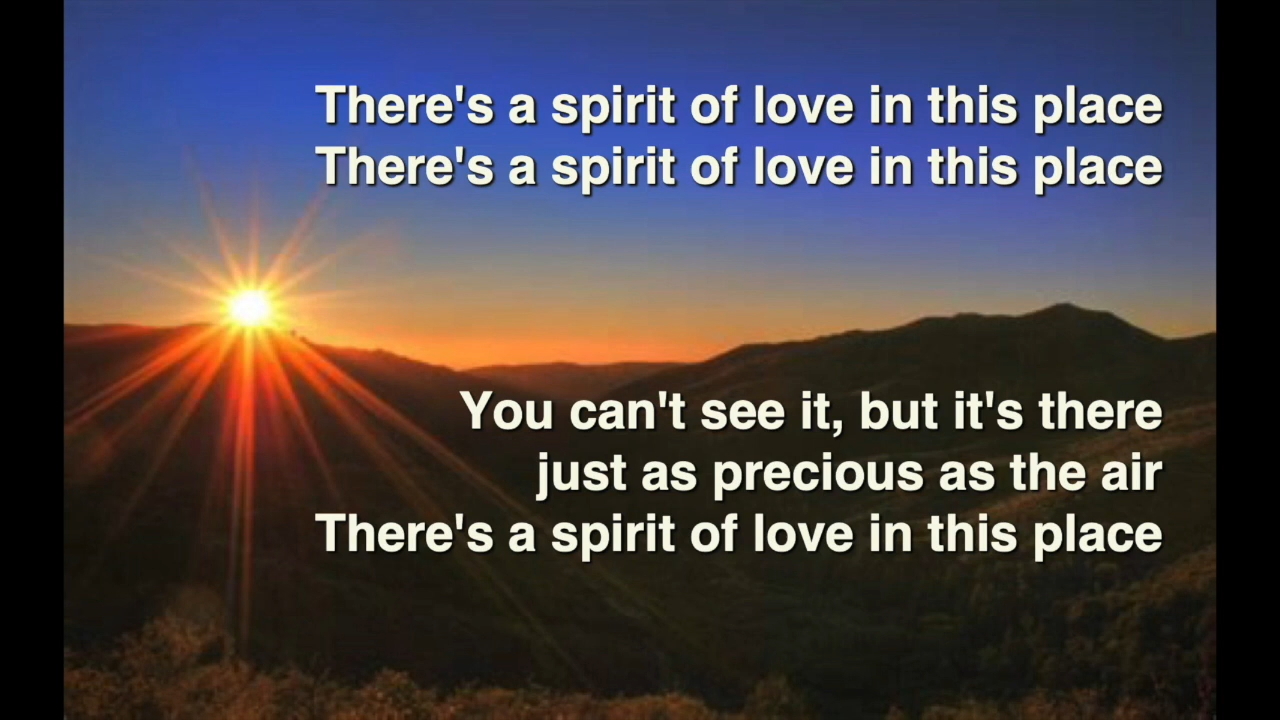 There's a spirit of love in this place
There's a spirit of love in this place
You can't see it, but it's there
just as precious as the air
There's a spirit of love in this place